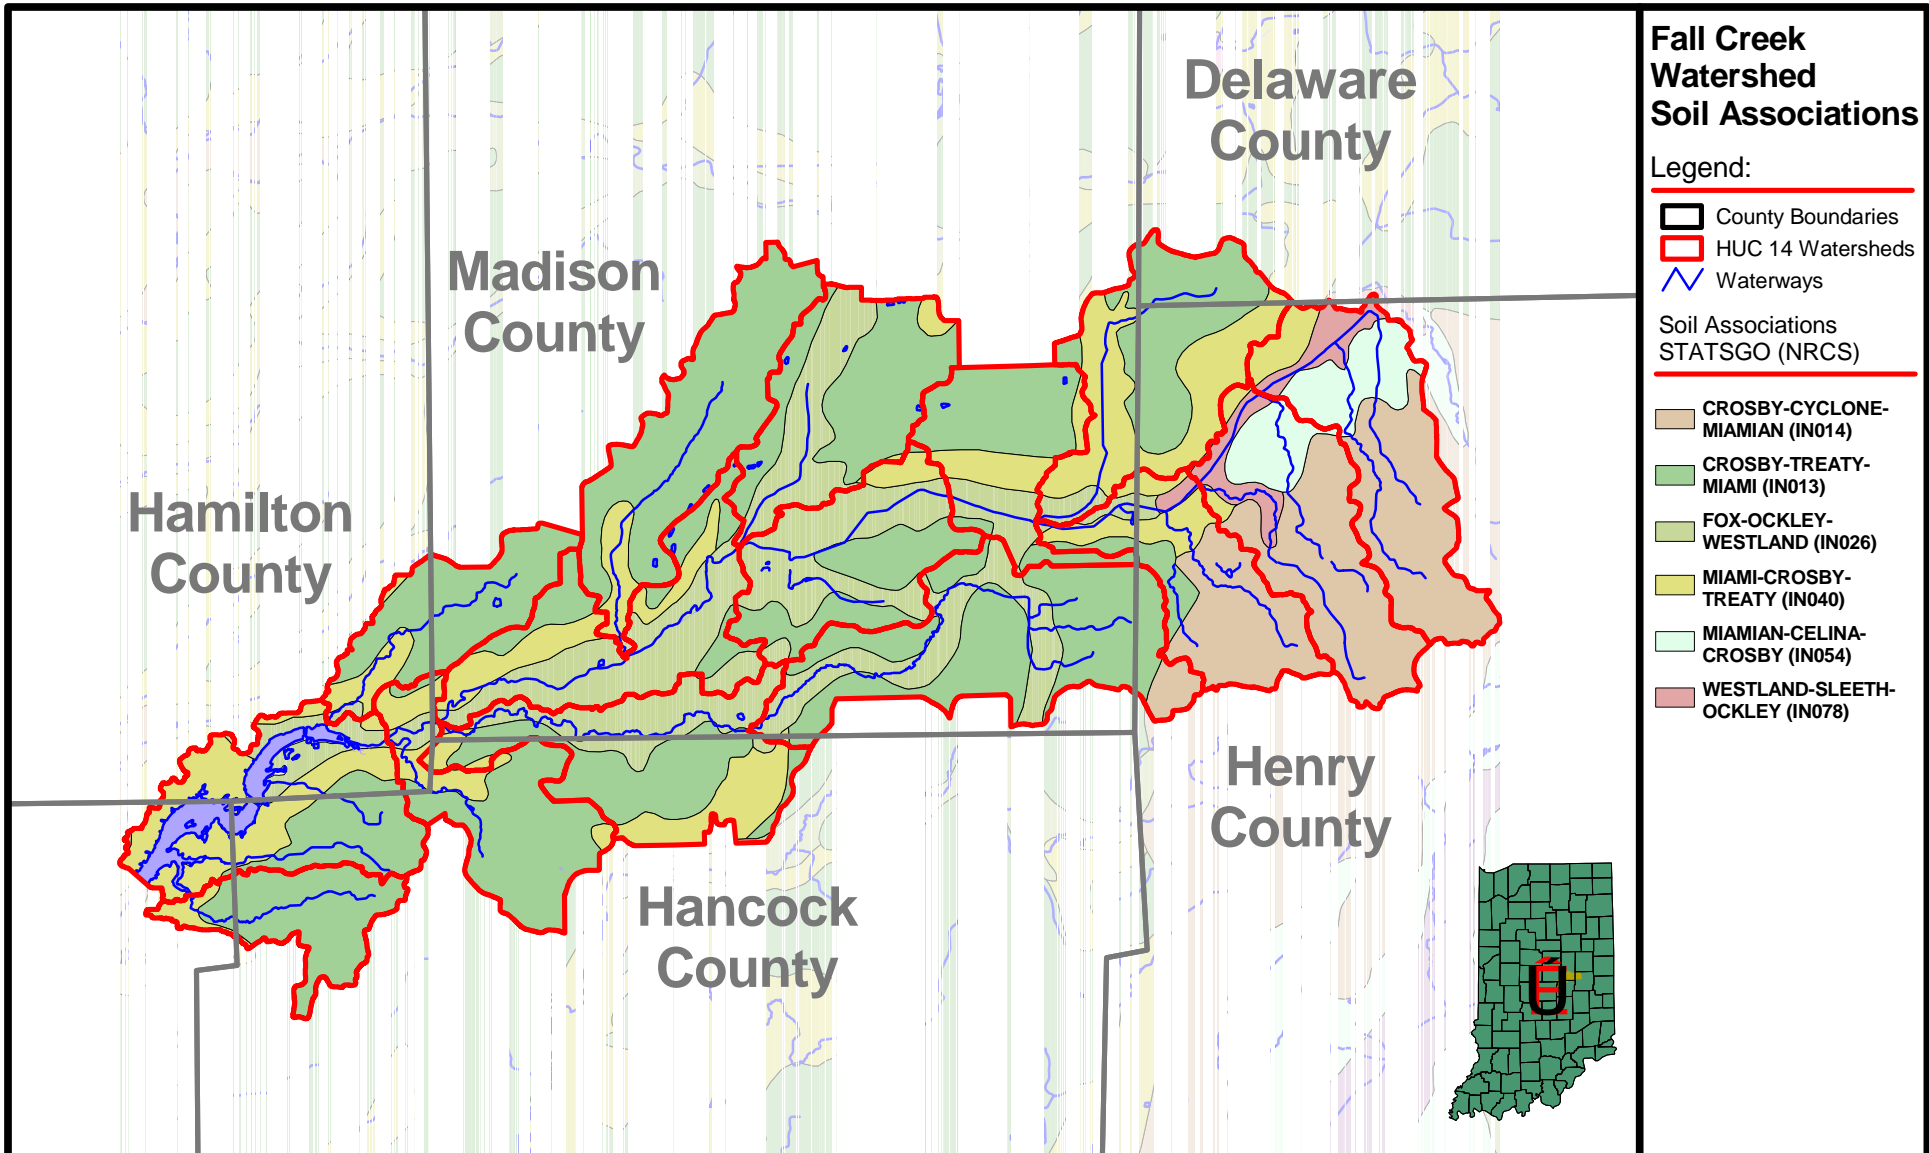 Fall Creek
Watershed
Soil Associations
Legend:
County Boundaries
HUC 14 Watersheds
Waterways
Soil Associations
STATSGO (NRCS)
CROSBY-CYCLONE-
MIAMIAN (IN014)
CROSBY-TREATY-
MIAMI (IN013)
FOX-OCKLEY-
WESTLAND (IN026)
MIAMI-CROSBY-
TREATY (IN040)
MIAMIAN-CELINA-
CROSBY (IN054)
WESTLAND-SLEETH-
OCKLEY (IN078)
Delaware
County
Madison
County
Hamilton
County
Henry
County
Hancock
County
Ú